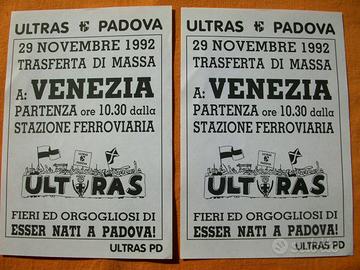 ULTRAS PADOVA
29 NOVEMBRE 1992
TRASFERTA DI MASSA
A: VENEZIA
PARTENZA ore 10.30 dalla
STAZIONE FERROVIARIA
ULTRAS
FIERI ED ORGOGLIOSI DI
ESSER NATI A PADOVA!
ULTRAS PD
ULTRAS PADOVA
29 NOVEMBRE 1992
TRASFERTA DI MASSA
A: VENEZIA
PARTENZA ore 10.30 dalla
STAZIONE FERROVIARIA
ULTRAS
FIERI ED ORGOGLIOSI DI
ESSER NATI A PADOVA!
ULTRAS PD